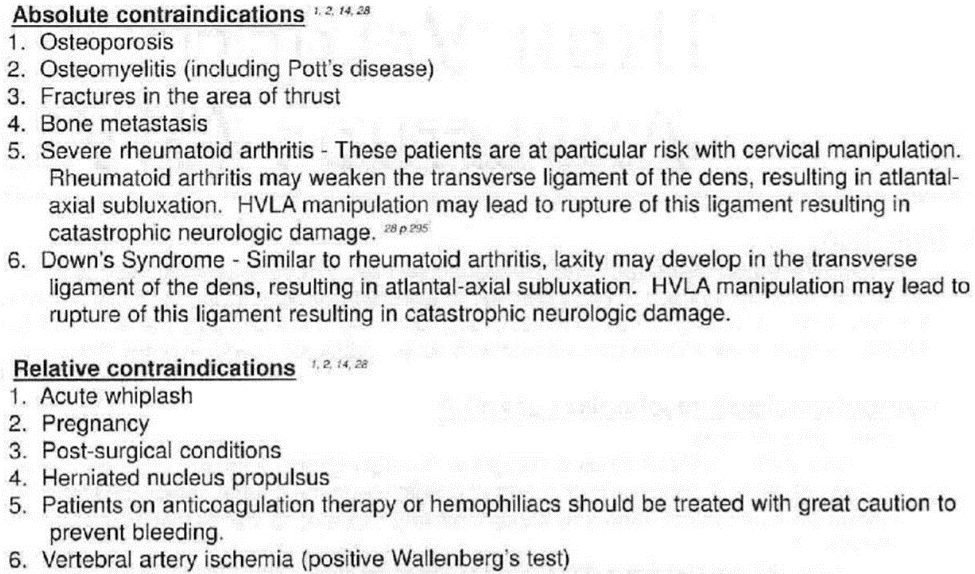 Absolute contraindications 1, 2, 14, 28
1. Osteoporosis
2. Osteomyelitis (including Pott's disease)
3. Fractures in the area of thrust
4. Bone metastasis
5. Severe rheumatoid arthritis - These patients are at particular risk with cervical manipulation.
Rheumatoid arthritis may weaken the transverse ligament of the dens, resulting in atlantal-
axial subluxation. HVLA manipulation may lead to rupture of this ligament resulting in
catastrophic neurologic damage. 28 p.295
6. Down's Syndrome - Similar to rheumatoid arthritis, laxity may develop in the transverse
ligament of the dens, resulting in atlantal-axial subluxation. HVLA manipulation may lead to
rupture of this ligament resulting in catastrophic neurologic damage.
Relative contraindications 1, 2, 14, 28
1. Acute whiplash
2. Pregnancy
3. Post-surgical conditions
4. Herniated nucleus propulsus
5. Patients on anticoagulation therapy or hemophiliacs should be treated with great caution to
prevent bleeding.
6. Vertebral artery ischemia (positive Wallenberg's test)